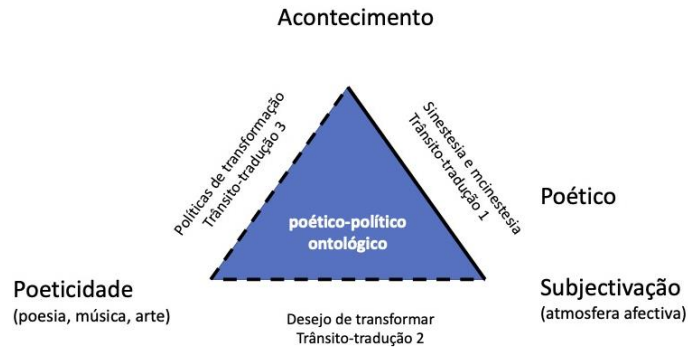 Acontecimento
Políticas de transformação
Trânsito-tradução 3
Sinestesia e mcinestesia
Trânsito-tradução 1
Poético
poético-político
ontológico
Poeticidade
(poesia, música, arte)
Subjectivação
(atmosfera afectiva)
Desejo de transformar
Trânsito-tradução 2